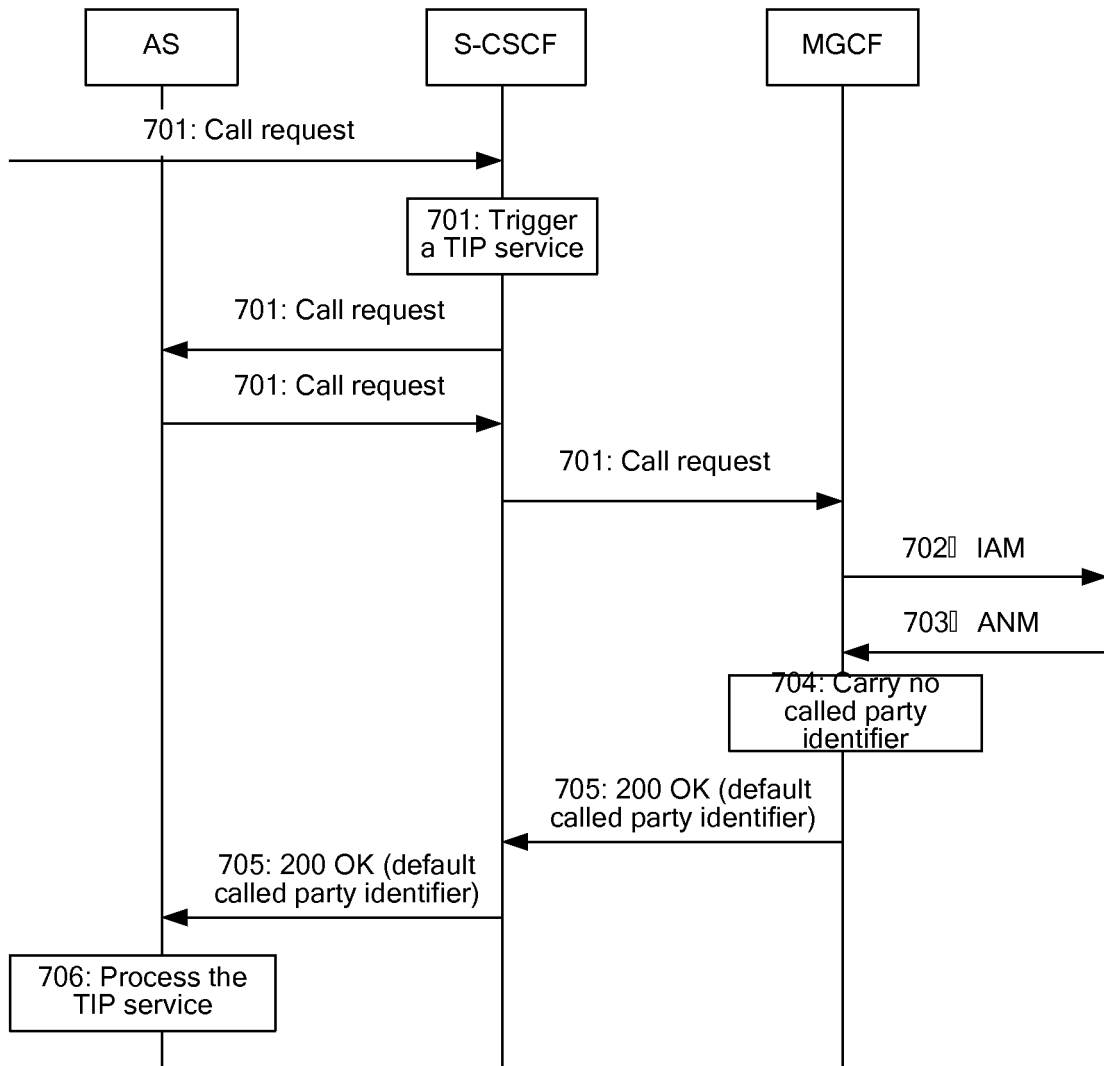 AS
S-CSCF
MGCF
701: Call request
701: Trigger
a TIP service
701: Call request
701: Call request
701: Call request
702▯ IAM
703▯ ANM
704: Carry no
called party
identifier
705: 200 OK (default
called party identifier)
705: 200 OK (default
called party identifier)
706: Process the
TIP service